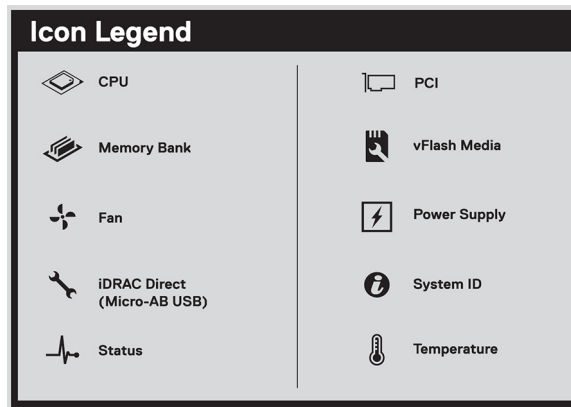 Icon Legend
CPU
Memory Bank
Fan
iDRAC Direct
(Micro-AB USB)
Status
PCI
vFlash Media
Power Supply
System ID
Temperature